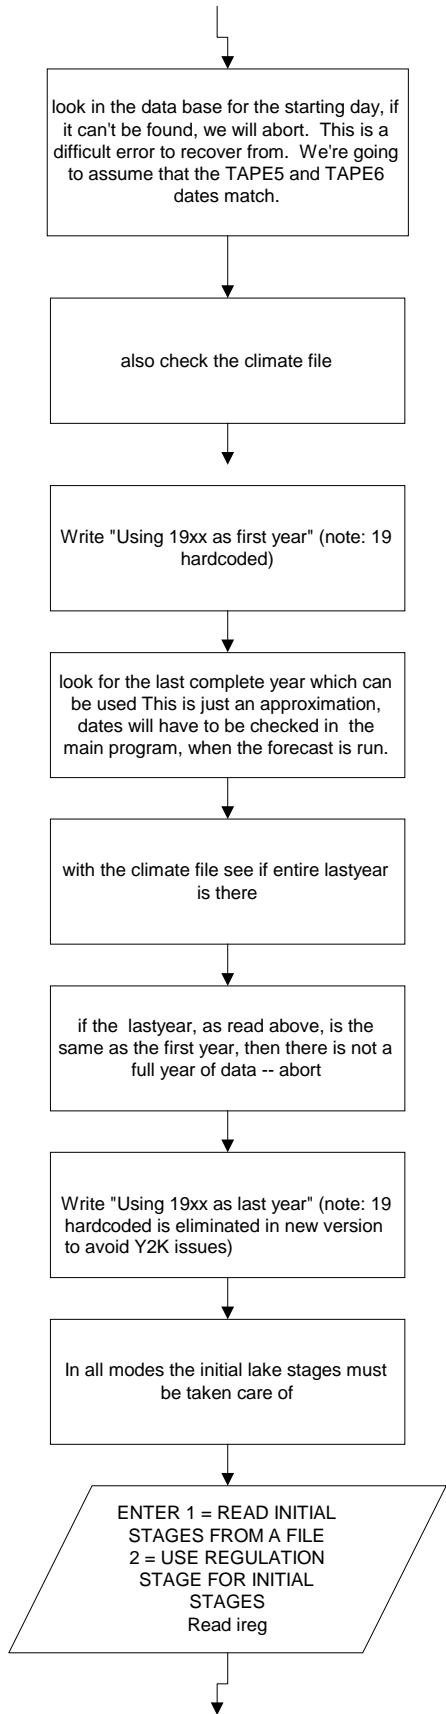 look in the data base for the starting day, if
it can't be found, we will abort.  This is a
difficult error to recover from.  We're going
to assume that the TAPE5 and TAPE6
dates match.
also check the climate file
Write "Using 19xx as first year" (note: 19
hardcoded)
look for the last complete year which can
be used This is just an approximation,
dates will have to be checked in  the
main program, when the forecast is run.
with the climate file see if entire lastyear
is there
if the  lastyear, as read above, is the
same as the first year, then there is not a
full year of data -- abort
Write "Using 19xx as last year" (note: 19
hardcoded is eliminated in new version
to avoid Y2K issues)
In all modes the initial lake stages must
be taken care of
ENTER 1 = READ INITIAL
STAGES FROM A FILE
2 = USE REGULATION
STAGE FOR INITIAL
STAGES
Read ireg